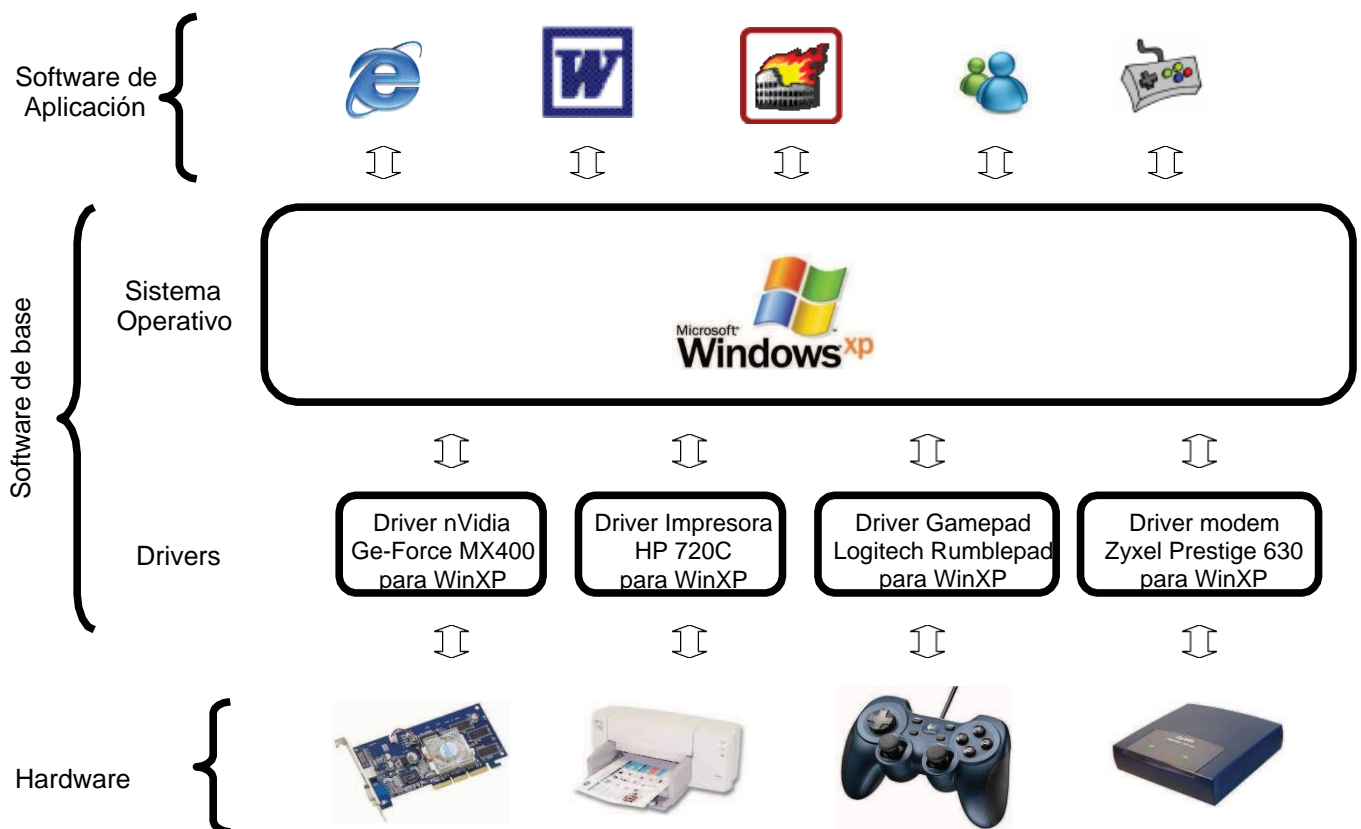 Software de
Aplicación
Software de base
Sistema
Operativo
Microsoft
Windows xp
Drivers
Driver nVidia
Ge-Force MX400
para WinXP
Driver Impresora
HP 720C
para WinXP
Driver Gamepad
Logitech Rumblepad
para WinXP
Driver modem
Zyxel Prestige 630
para WinXP
Hardware